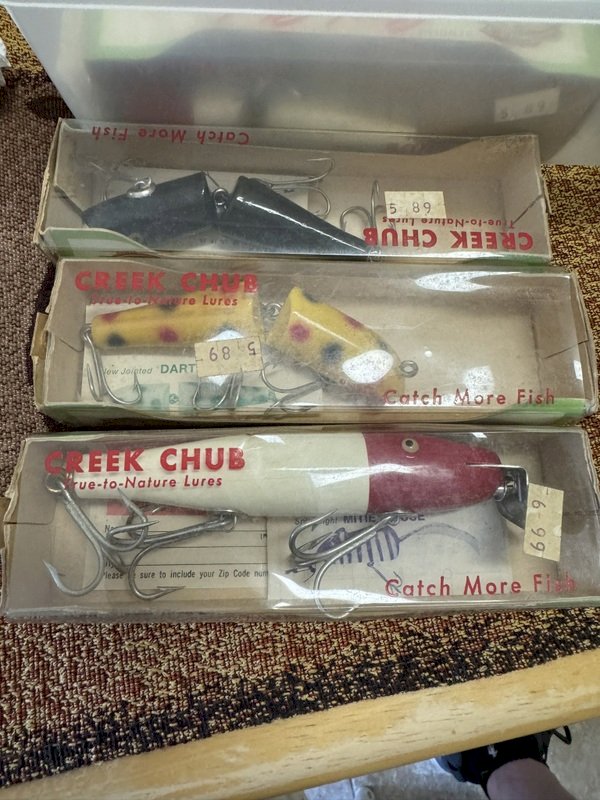 Catch More Fish
5 89
True-to-Nature Lures
CREEK CHUB
CREEK CHUB
True-to-Nature Lures
5 89
New Jointed "DART
Catch More Fish
CREEK CHUB
True-to-Nature Lures
6 99
sure to include your Zip Code num
Catch More Fish